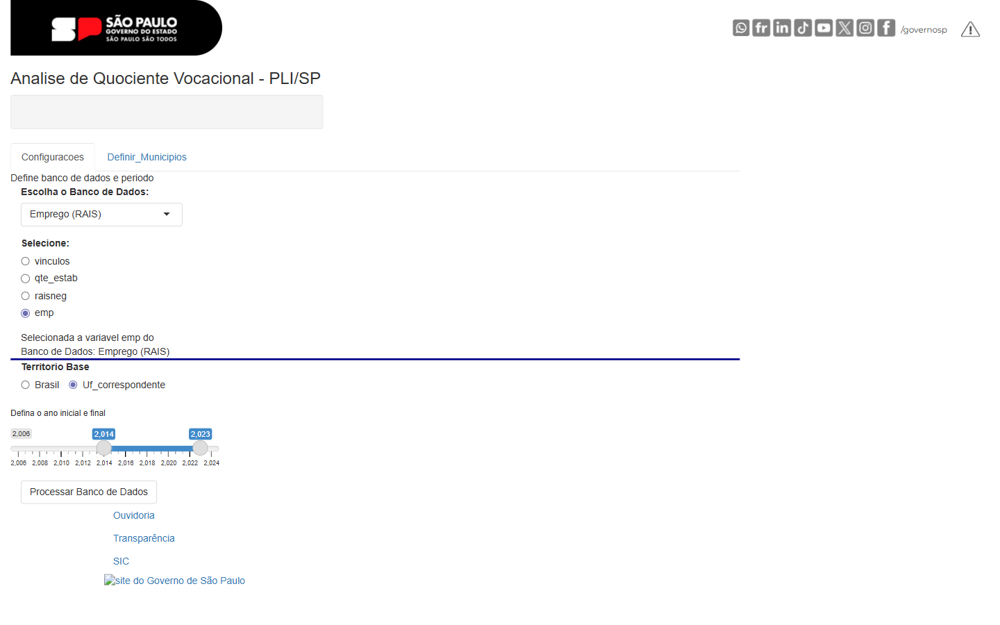 SÃO PAULO
GOVERNO DO ESTADO
SÃO PAULO SÃO TODOS
/governosp
Analise de Quociente Vocacional - PLI/SP
Configuracoes
Definir_Municipios
Define banco de dados e periodo
Escolha o Banco de Dados:
Emprego (RAIS)
Selecione:
vinculos
qte_estab
raisneg
emp
Selecionada a variavel emp do
Banco de Dados: Emprego (RAIS)
Territorio Base
Brasil Uf_correspondente
Defina o ano inicial e final
2,006 2,014 2,023
2,006 2,008 2,010 2,012 2,014 2,016 2,018 2,020 2,022 2,024
Processar Banco de Dados
Ouvidoria
Transparência
SIC
site do Governo de São Paulo